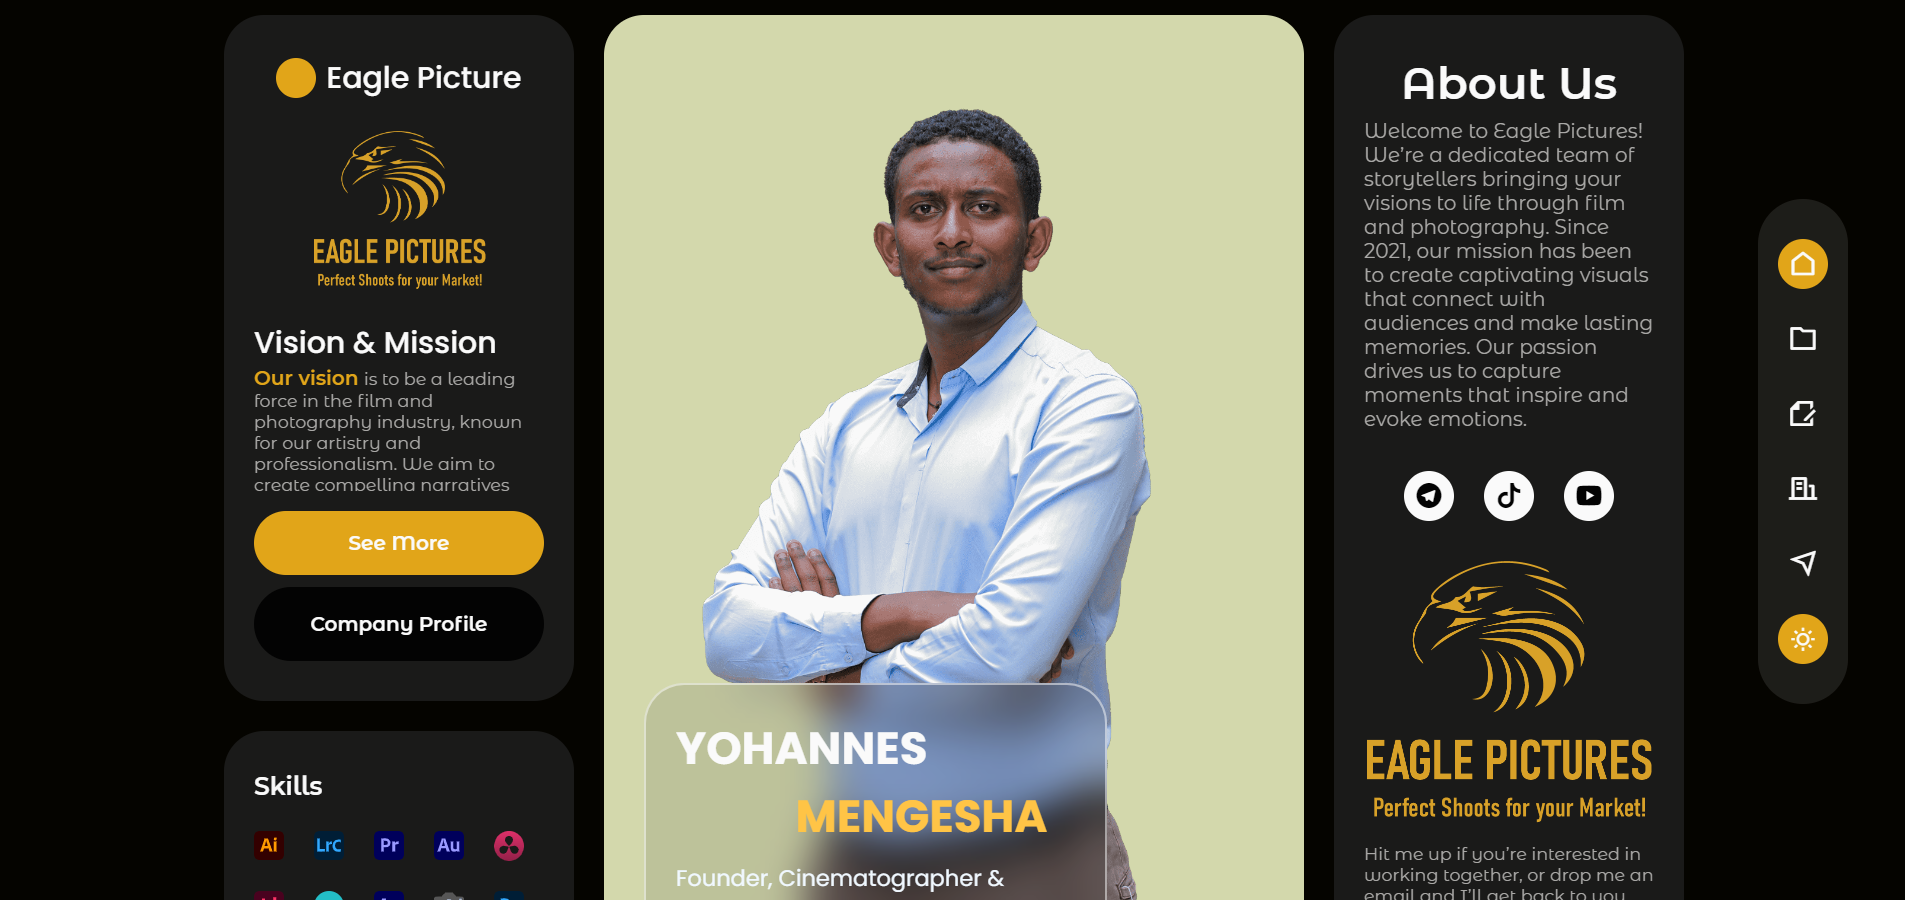 Eagle Picture
EAGLE PICTURES
Perfect Shoots for your Market!
Vision & Mission
Our vision is to be a leading
force in the film and
photography industry, known
for our artistry and
professionalism. We aim to
create compelling narratives
See More
Company Profile
Skills
Ai
LrC
Pr
Au
YOHANNES
MENGESHA
Founder, Cinematographer &
About Us
Welcome to Eagle Pictures!
We're a dedicated team of
storytellers bringing your
visions to life through film
and photography. Since
2021, our mission has been
to create captivating visuals
that connect with
audiences and make lasting
memories. Our passion
drives us to capture
moments that inspire and
evoke emotions.
EAGLE PICTURES
Perfect Shoots for your Market!
Hit me up if you're interested in
working together, or drop me an
email and I'll get back to you